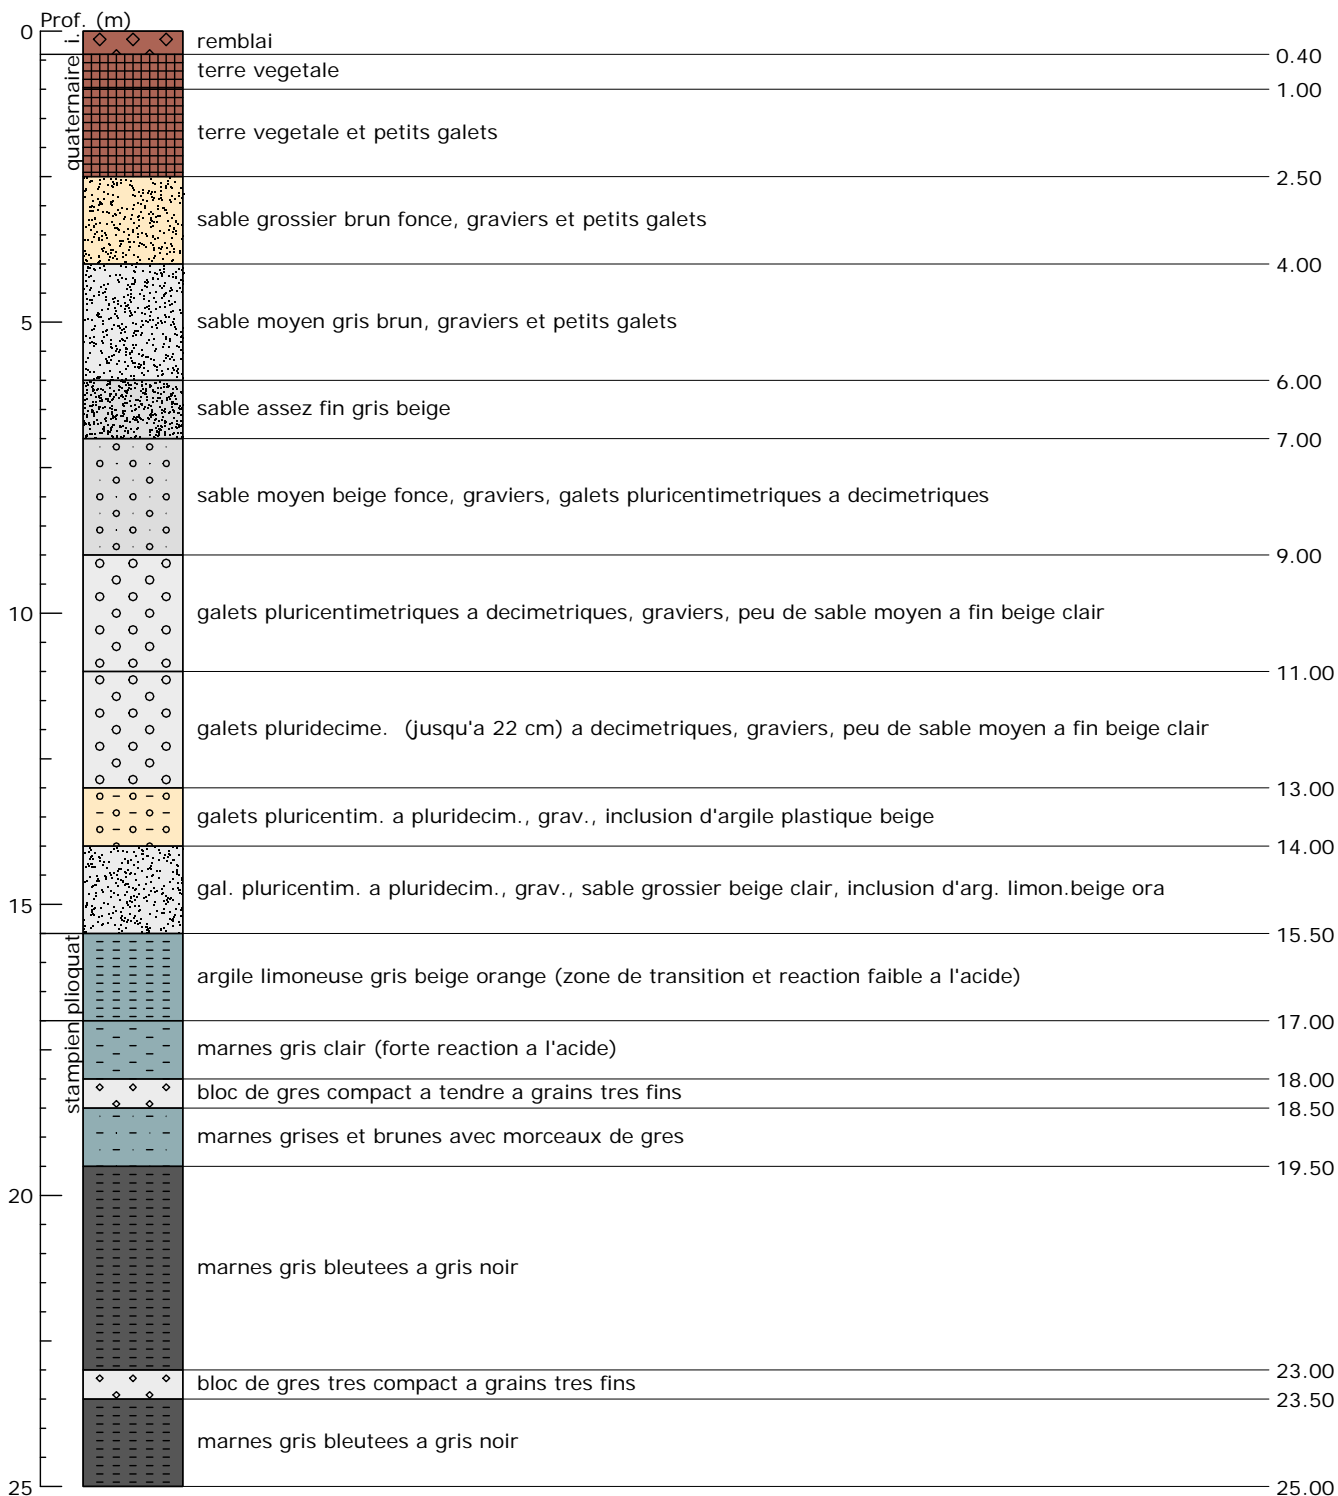 Prof. (m)
0
i.
remblai
0.40
quaternaire
terre vegetale
1.00
terre vegetale et petits galets
2.50
sable grossier brun fonce, graviers et petits galets
4.00
5
sable moyen gris brun, graviers et petits galets
6.00
sable assez fin gris beige
7.00
sable moyen beige fonce, graviers, galets pluricentimetriques a decimetriques
9.00
10
galets pluricentimetriques a decimetriques, graviers, peu de sable moyen a fin beige clair
11.00
galets pluridecime.  (jusqu'a 22 cm) a decimetriques, graviers, peu de sable moyen a fin beige clair
13.00
galets pluricentim. a pluridecim., grav., inclusion d'argile plastique beige
14.00
15
gal. pluricentim. a pluridecim., grav., sable grossier beige clair, inclusion d'arg. limon.beige ora
15.50
plioquat
argile limoneuse gris beige orange (zone de transition et reaction faible a l'acide)
17.00
stampien
marnes gris clair (forte reaction a l'acide)
18.00
bloc de gres compact a tendre a grains tres fins
18.50
marnes grises et brunes avec morceaux de gres
19.50
20
marnes gris bleutees a gris noir
23.00
bloc de gres tres compact a grains tres fins
23.50
marnes gris bleutees a gris noir
25
25.00